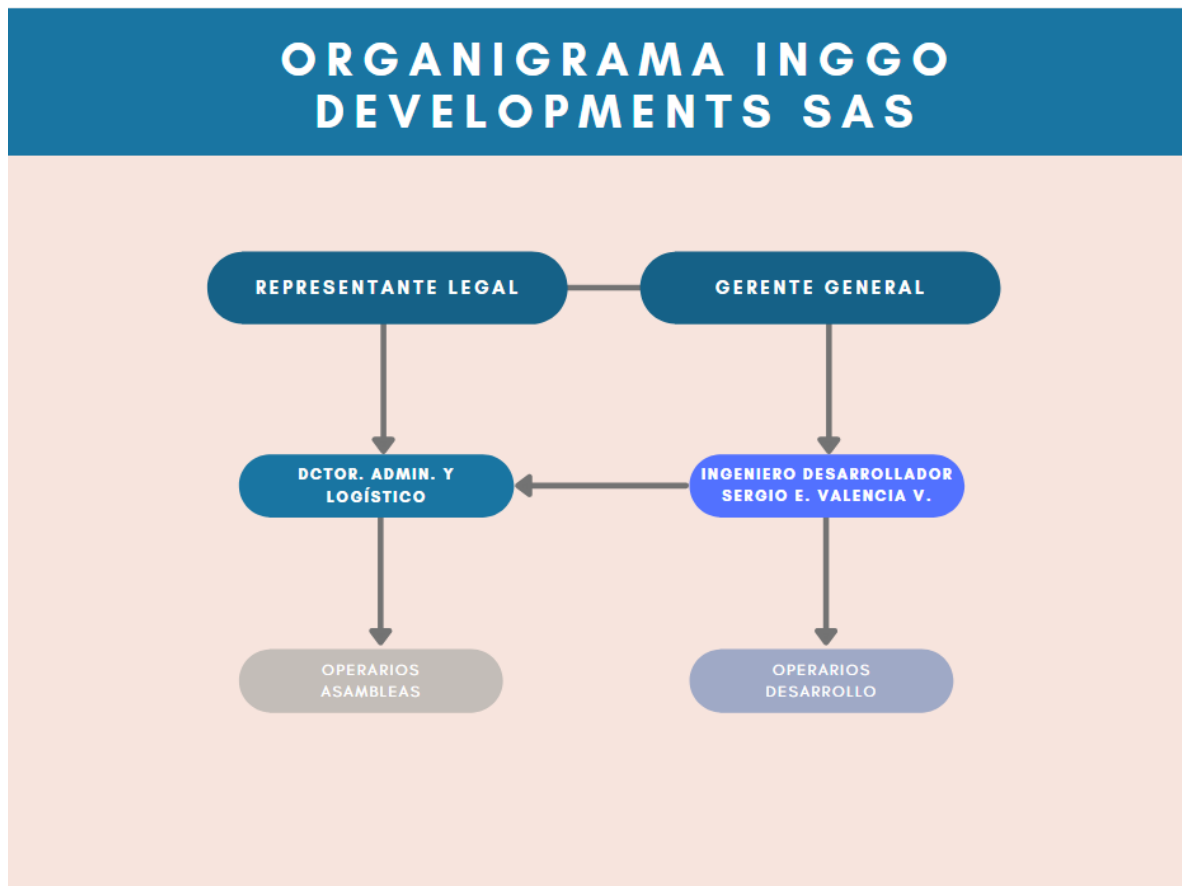 ORGANIGRAMA INGGO
DEVELOPMENTS SAS
REPRESENTANTE LEGAL
GERENTE GENERAL
DCTOR. ADMIN. Y
LOGÍSTICO
INGENIERO DESARROLLADOR
SERGIO E. VALENCIA V.
OPERARIOS
ASAMBLEAS
OPERARIOS
DESARROLLO